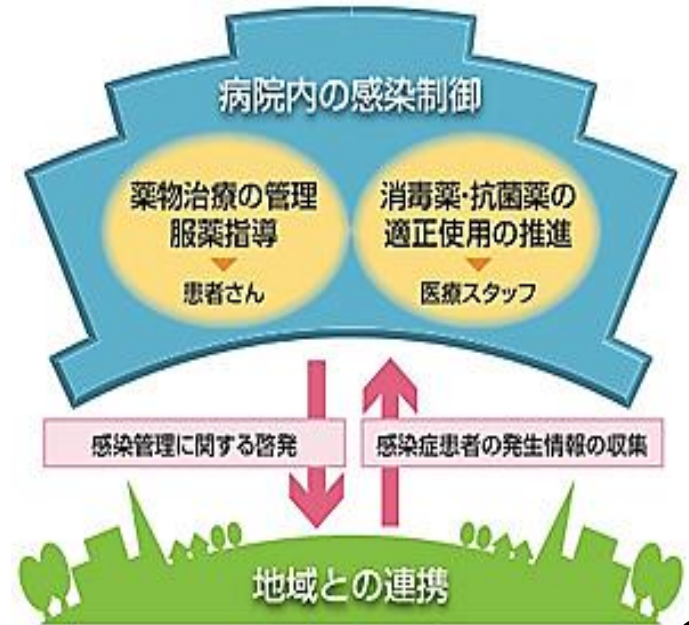 病院内の感染制御
薬物治療の管理
服薬指導
患者さん
消毒薬・抗菌薬の
適正使用の推進
医療スタッフ
感染管理に関する啓発
感染症患者の発生情報の収集
地域との連携